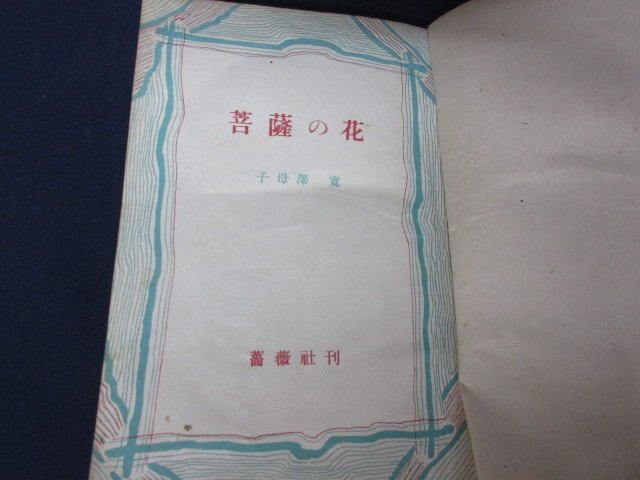 菩薩の花
子母澤 寛
薔薇社刊